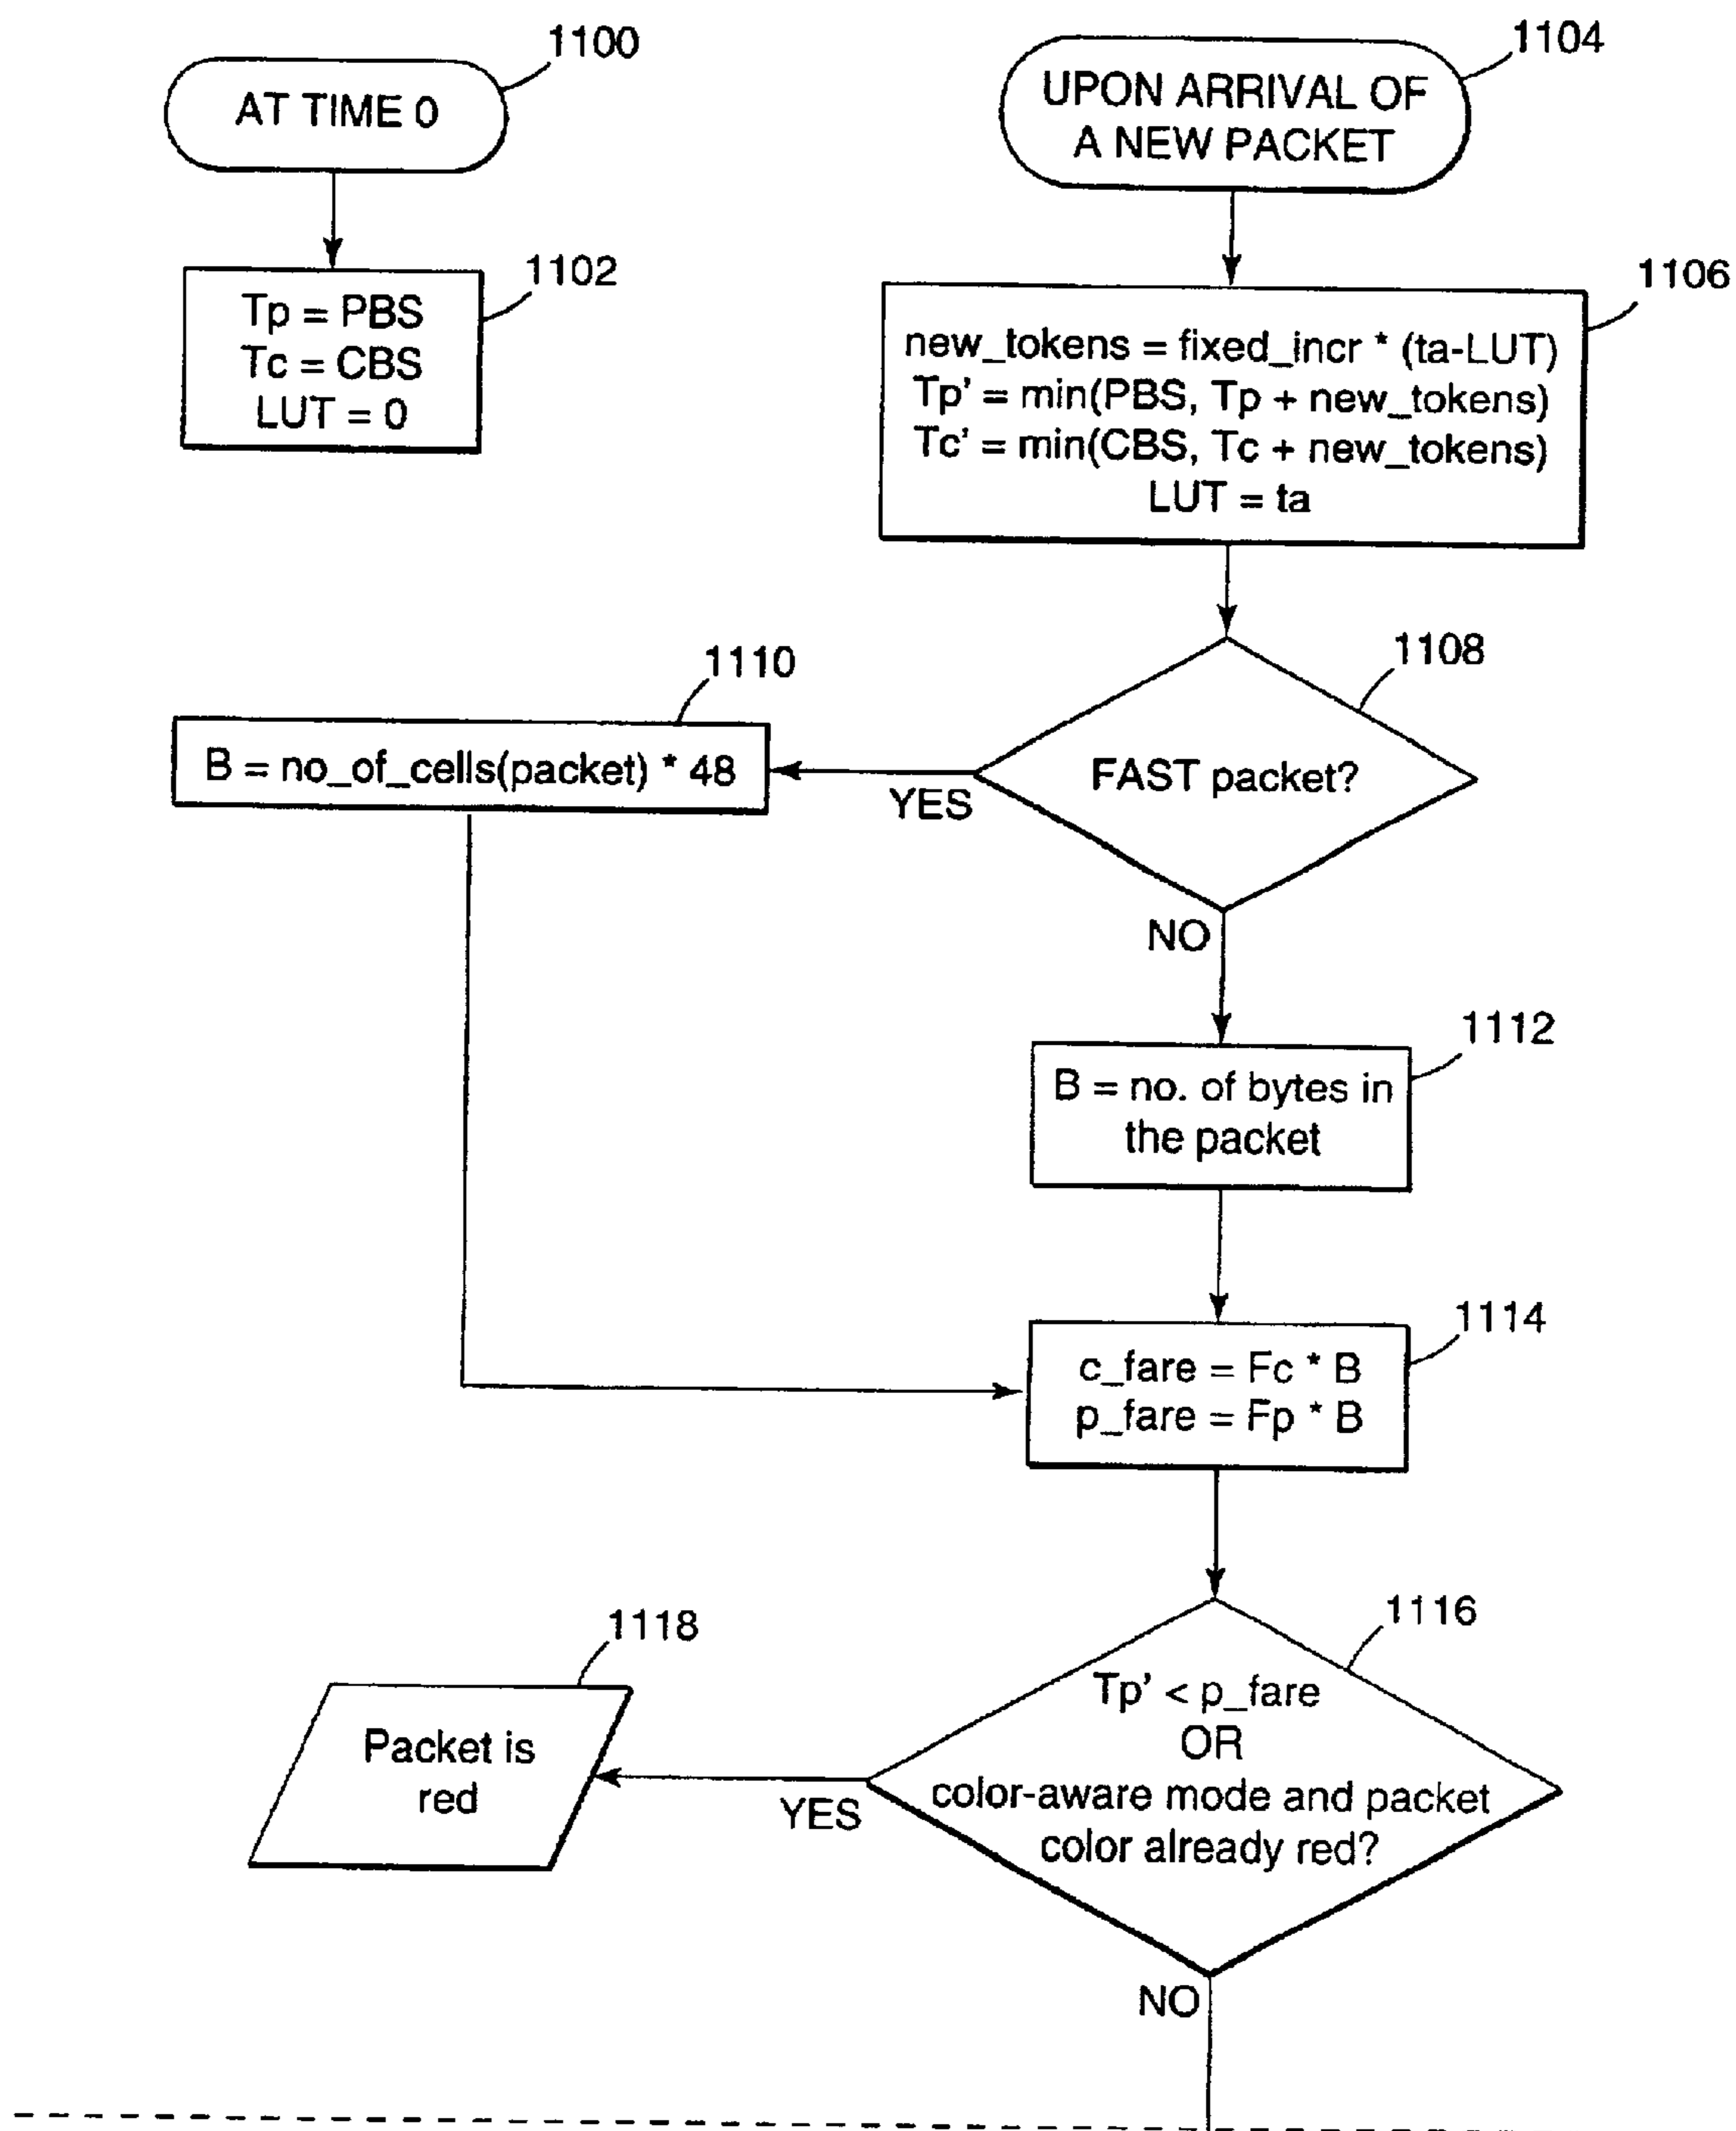 1100
AT TIME 0
1102
Tp = PBS
Tc = CBS
LUT = 0
1104
UPON ARRIVAL OF
A NEW PACKET
1106
new_tokens = fixed_incr * (ta-LUT)
Tp' = min(PBS, Tp + new_tokens)
Tc' = min(CBS, Tc + new_tokens)
LUT = ta
1108
FAST packet?
YES
1110
B = no_of_cells(packet) * 48
NO
1112
B = no. of bytes in
the packet
1114
c_fare = Fc * B
p_fare = Fp * B
1116
Tp' < p_fare
OR
color-aware mode and packet
color already red?
YES
1118
Packet is
red
NO